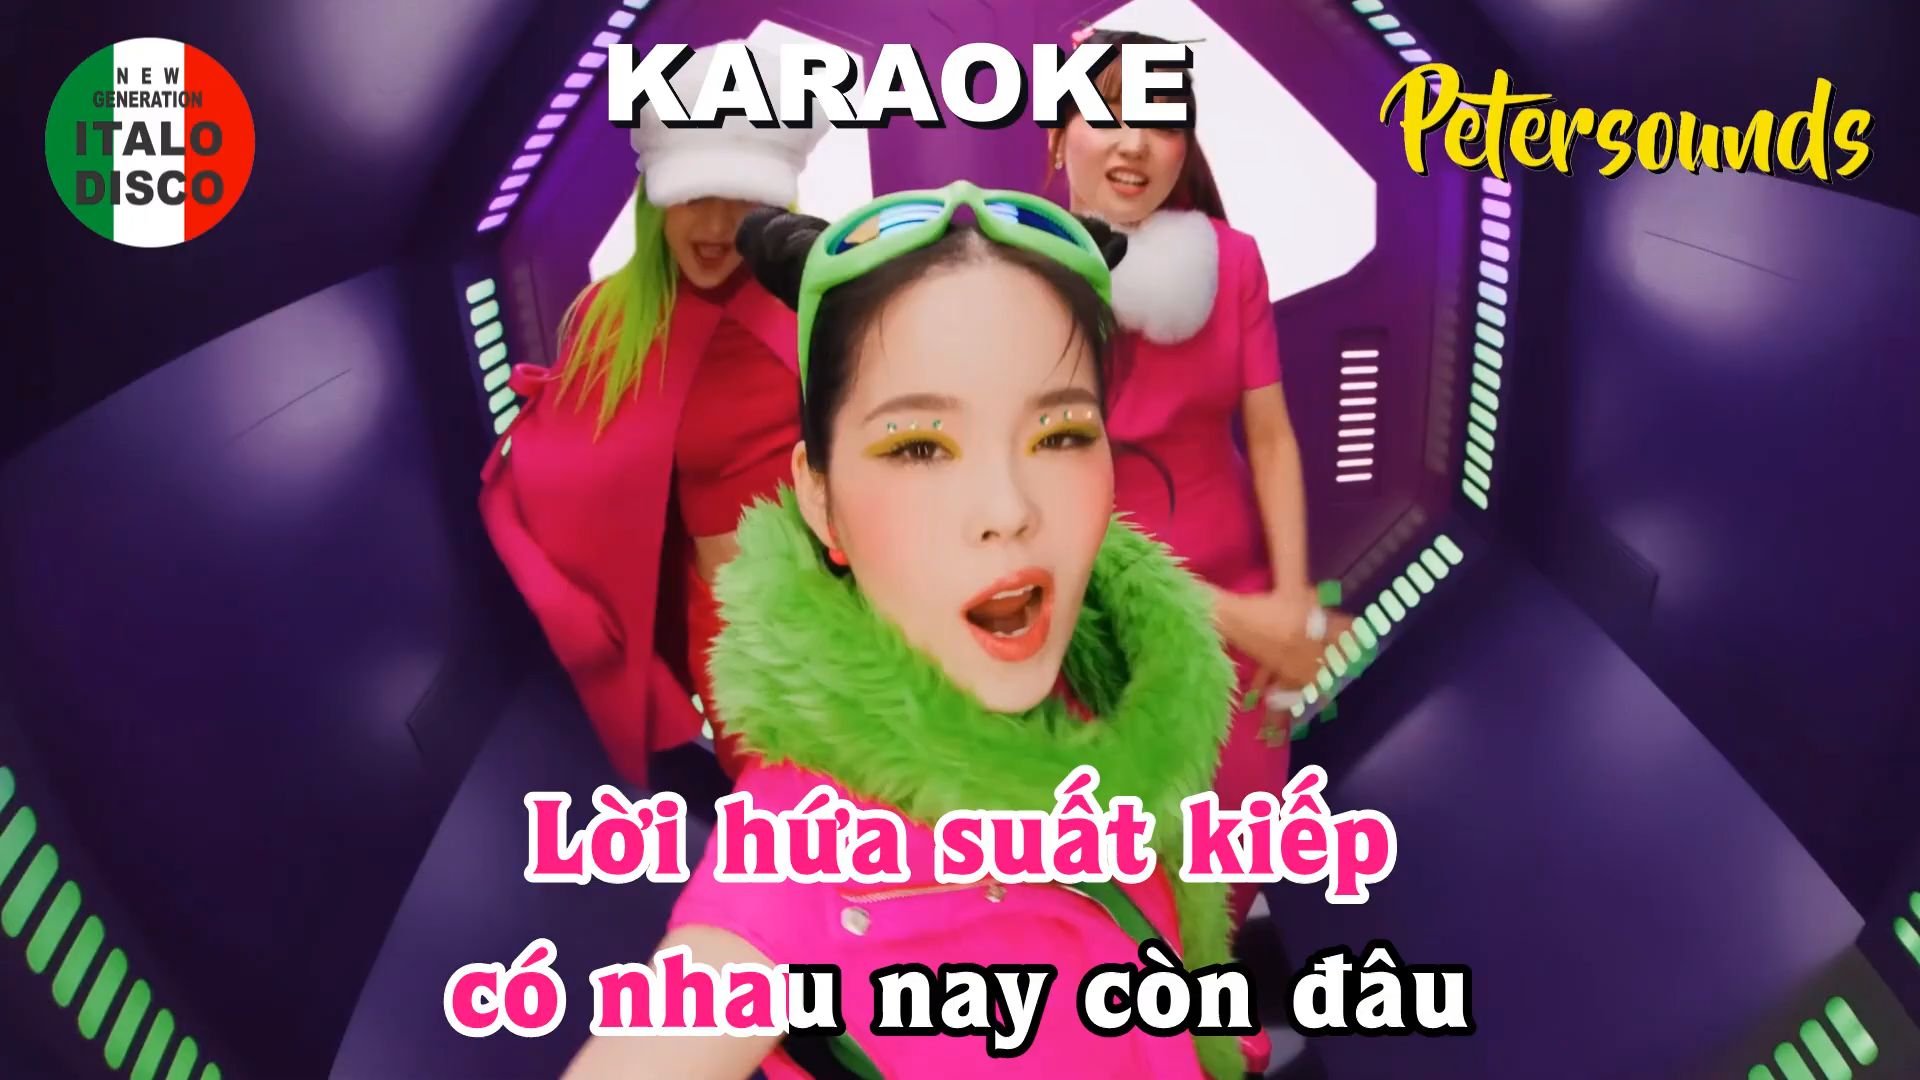 NEW
GENERATION
ITALO
DISCO
KARAOKE
Petersounds
Lời hứa suất kiếp
có nhau nay còn đâu